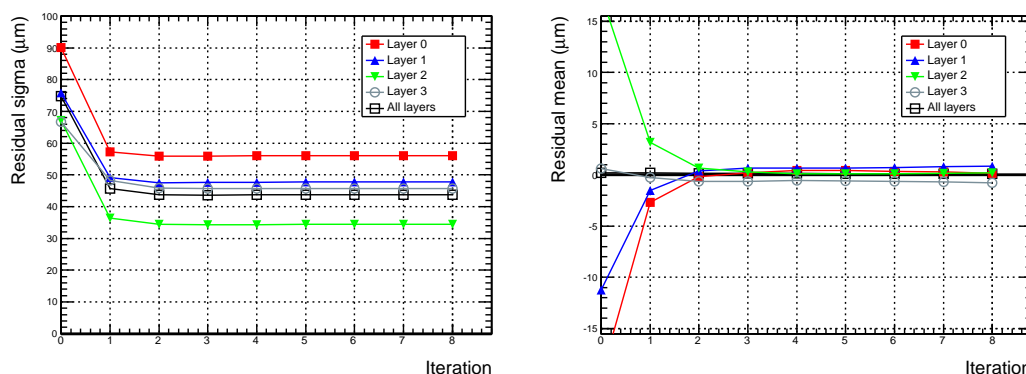 Residual sigma (μm)
100
90
80
70
60
50
40
30
20
10
0
0 1 2 3 4 5 6 7 8
Iteration
Layer 0
Layer 1
Layer 2
Layer 3
All layers
Residual mean (μm)
15
10
5
0
-5
-10
-15
0 1 2 3 4 5 6 7 8
Iteration
Layer 0
Layer 1
Layer 2
Layer 3
All layers